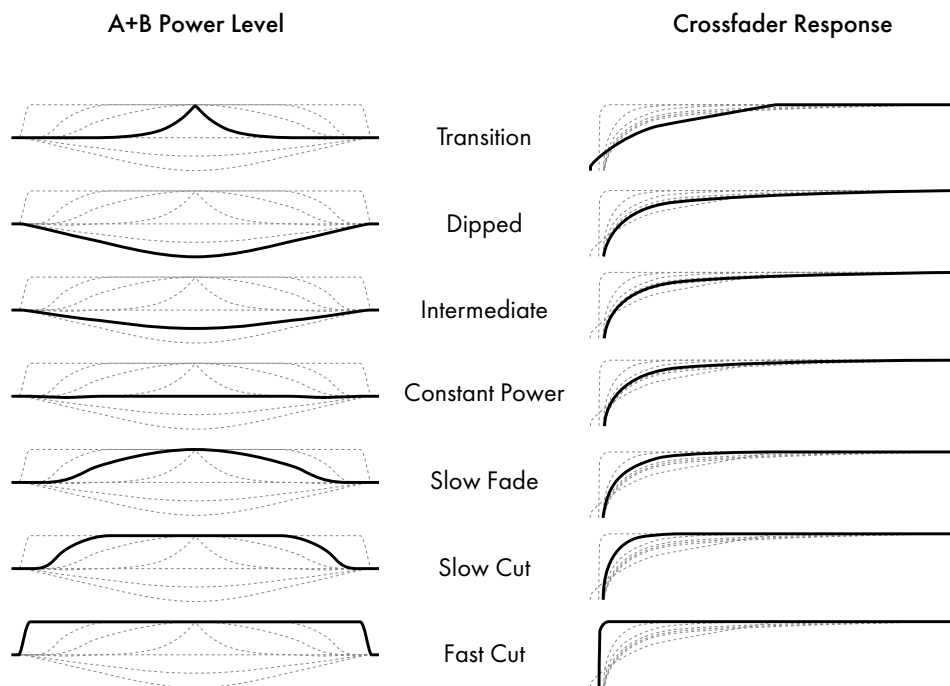 A+B Power Level
Crossfader Response
Transition
Dipped
Intermediate
Constant Power
Slow Fade
Slow Cut
Fast Cut